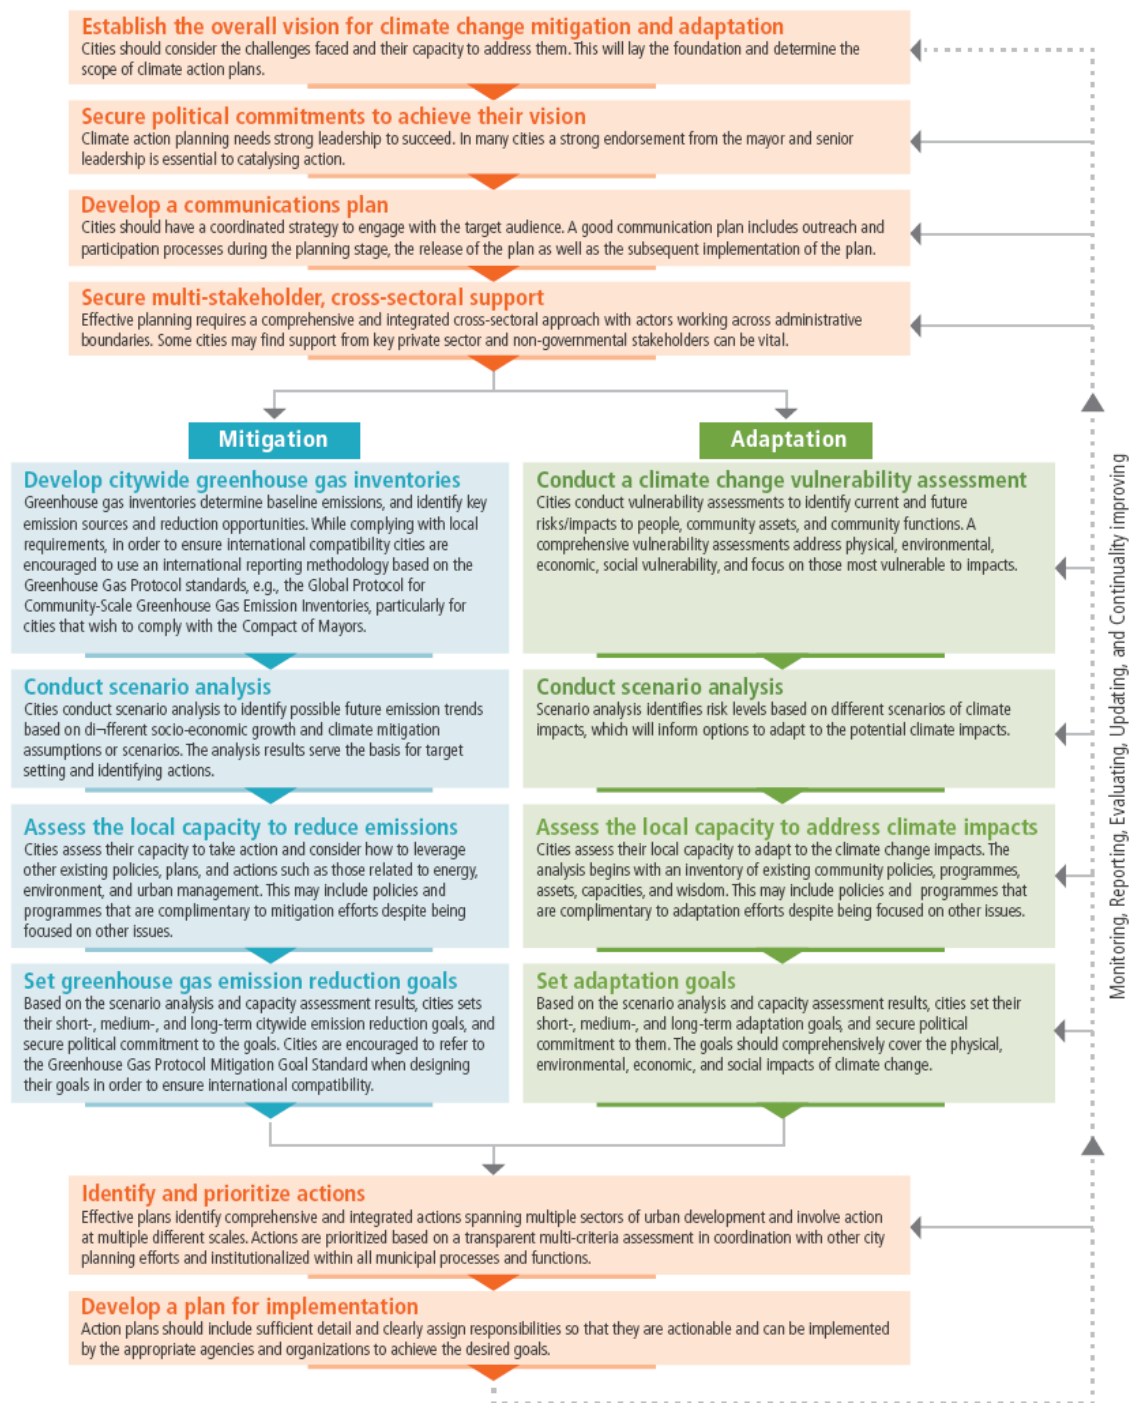 Establish the overall vision for climate change mitigation and adaptation
Cities should consider the challenges faced and their capacity to address them. This will lay the foundation and determine the
scope of climate action plans.
Secure political commitments to achieve their vision
Climate action planning needs strong leadership to succeed. In many cities a strong endorsement from the mayor and senior
leadership is essential to catalysing action.
Develop a communications plan
Cities should have a coordinated strategy to engage with the target audience. A good communication plan includes outreach and
participation processes during the planning stage, the release of the plan as well as the subsequent implementation of the plan.
Secure multi-stakeholder, cross-sectoral support
Effective planning requires a comprehensive and integrated cross-sectoral approach with actors working across administrative
boundaries. Some cities may find support from key private sector and non-governmental stakeholders can be vital.
Mitigation
Develop citywide greenhouse gas inventories
Greenhouse gas inventories determine baseline emissions, and identify key
emission sources and reduction opportunities. While complying with local
requirements, in order to ensure international compatibility cities are
encouraged to use an international reporting methodology based on the
Greenhouse Gas Protocol standards, e.g., the Global Protocol for
Community-Scale Greenhouse Gas Emission Inventories, particularly for
cities that wish to comply with the Compact of Mayors.
Conduct scenario analysis
Cities conduct scenario analysis to identify possible future emission trends
based on di¬fferent socio-economic growth and climate mitigation
assumptions or scenarios. The analysis results serve the basis for target
setting and identifying actions.
Assess the local capacity to reduce emissions
Cities assess their capacity to take action and consider how to leverage
other existing policies, plans, and actions such as those related to energy,
environment, and urban management. This may include policies and
programmes that are complimentary to mitigation efforts despite being
focused on other issues.
Set greenhouse gas emission reduction goals
Based on the scenario analysis and capacity assessment results, cities sets
their short-, medium-, and long-term citywide emission reduction goals, and
secure political commitment to the goals. Cities are encouraged to refer to
the Greenhouse Gas Protocol Mitigation Goal Standard when designing
their goals in order to ensure international compatibility.
Adaptation
Conduct a climate change vulnerability assessment
Cities conduct vulnerability assessments to identify current and future
risks/impacts to people, community assets, and community functions. A
comprehensive vulnerability assessments address physical, environmental,
economic, social vulnerability, and focus on those most vulnerable to impacts.
Conduct scenario analysis
Scenario analysis identifies risk levels based on different scenarios of climate
impacts, which will inform options to adapt to the potential climate impacts.
Assess the local capacity to address climate impacts
Cities assess their local capacity to adapt to the climate change impacts. The
analysis begins with an inventory of existing community policies, programmes,
assets, capacities, and wisdom. This may include policies and programmes that
are complimentary to adaptation efforts despite being focused on other issues.
Set adaptation goals
Based on the scenario analysis and capacity assessment results, cities set their
short-, medium-, and long-term adaptation goals, and secure political
commitment to them. The goals should comprehensively cover the physical,
environmental, economic, and social impacts of climate change.
Identify and prioritize actions
Effective plans identify comprehensive and integrated actions spanning multiple sectors of urban development and involve action
at multiple different scales. Actions are prioritized based on a transparent multi-criteria assessment in coordination with other city
planning efforts and institutionalized within all municipal processes and functions.
Develop a plan for implementation
Action plans should include sufficient detail and clearly assign responsibilities so that they are actionable and can be implemented
by the appropriate agencies and organizations to achieve the desired goals.
Monitoring, Reporting, Evaluating, Updating, and Continuality improving